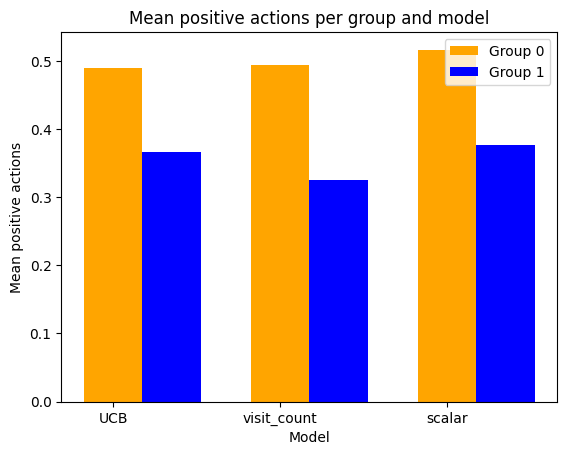 Mean positive actions per group and model
Group 0
Group 1
Mean positive actions
0.5
0.4
0.3
0.2
0.1
0.0
UCB
visit_count
scalar
Model